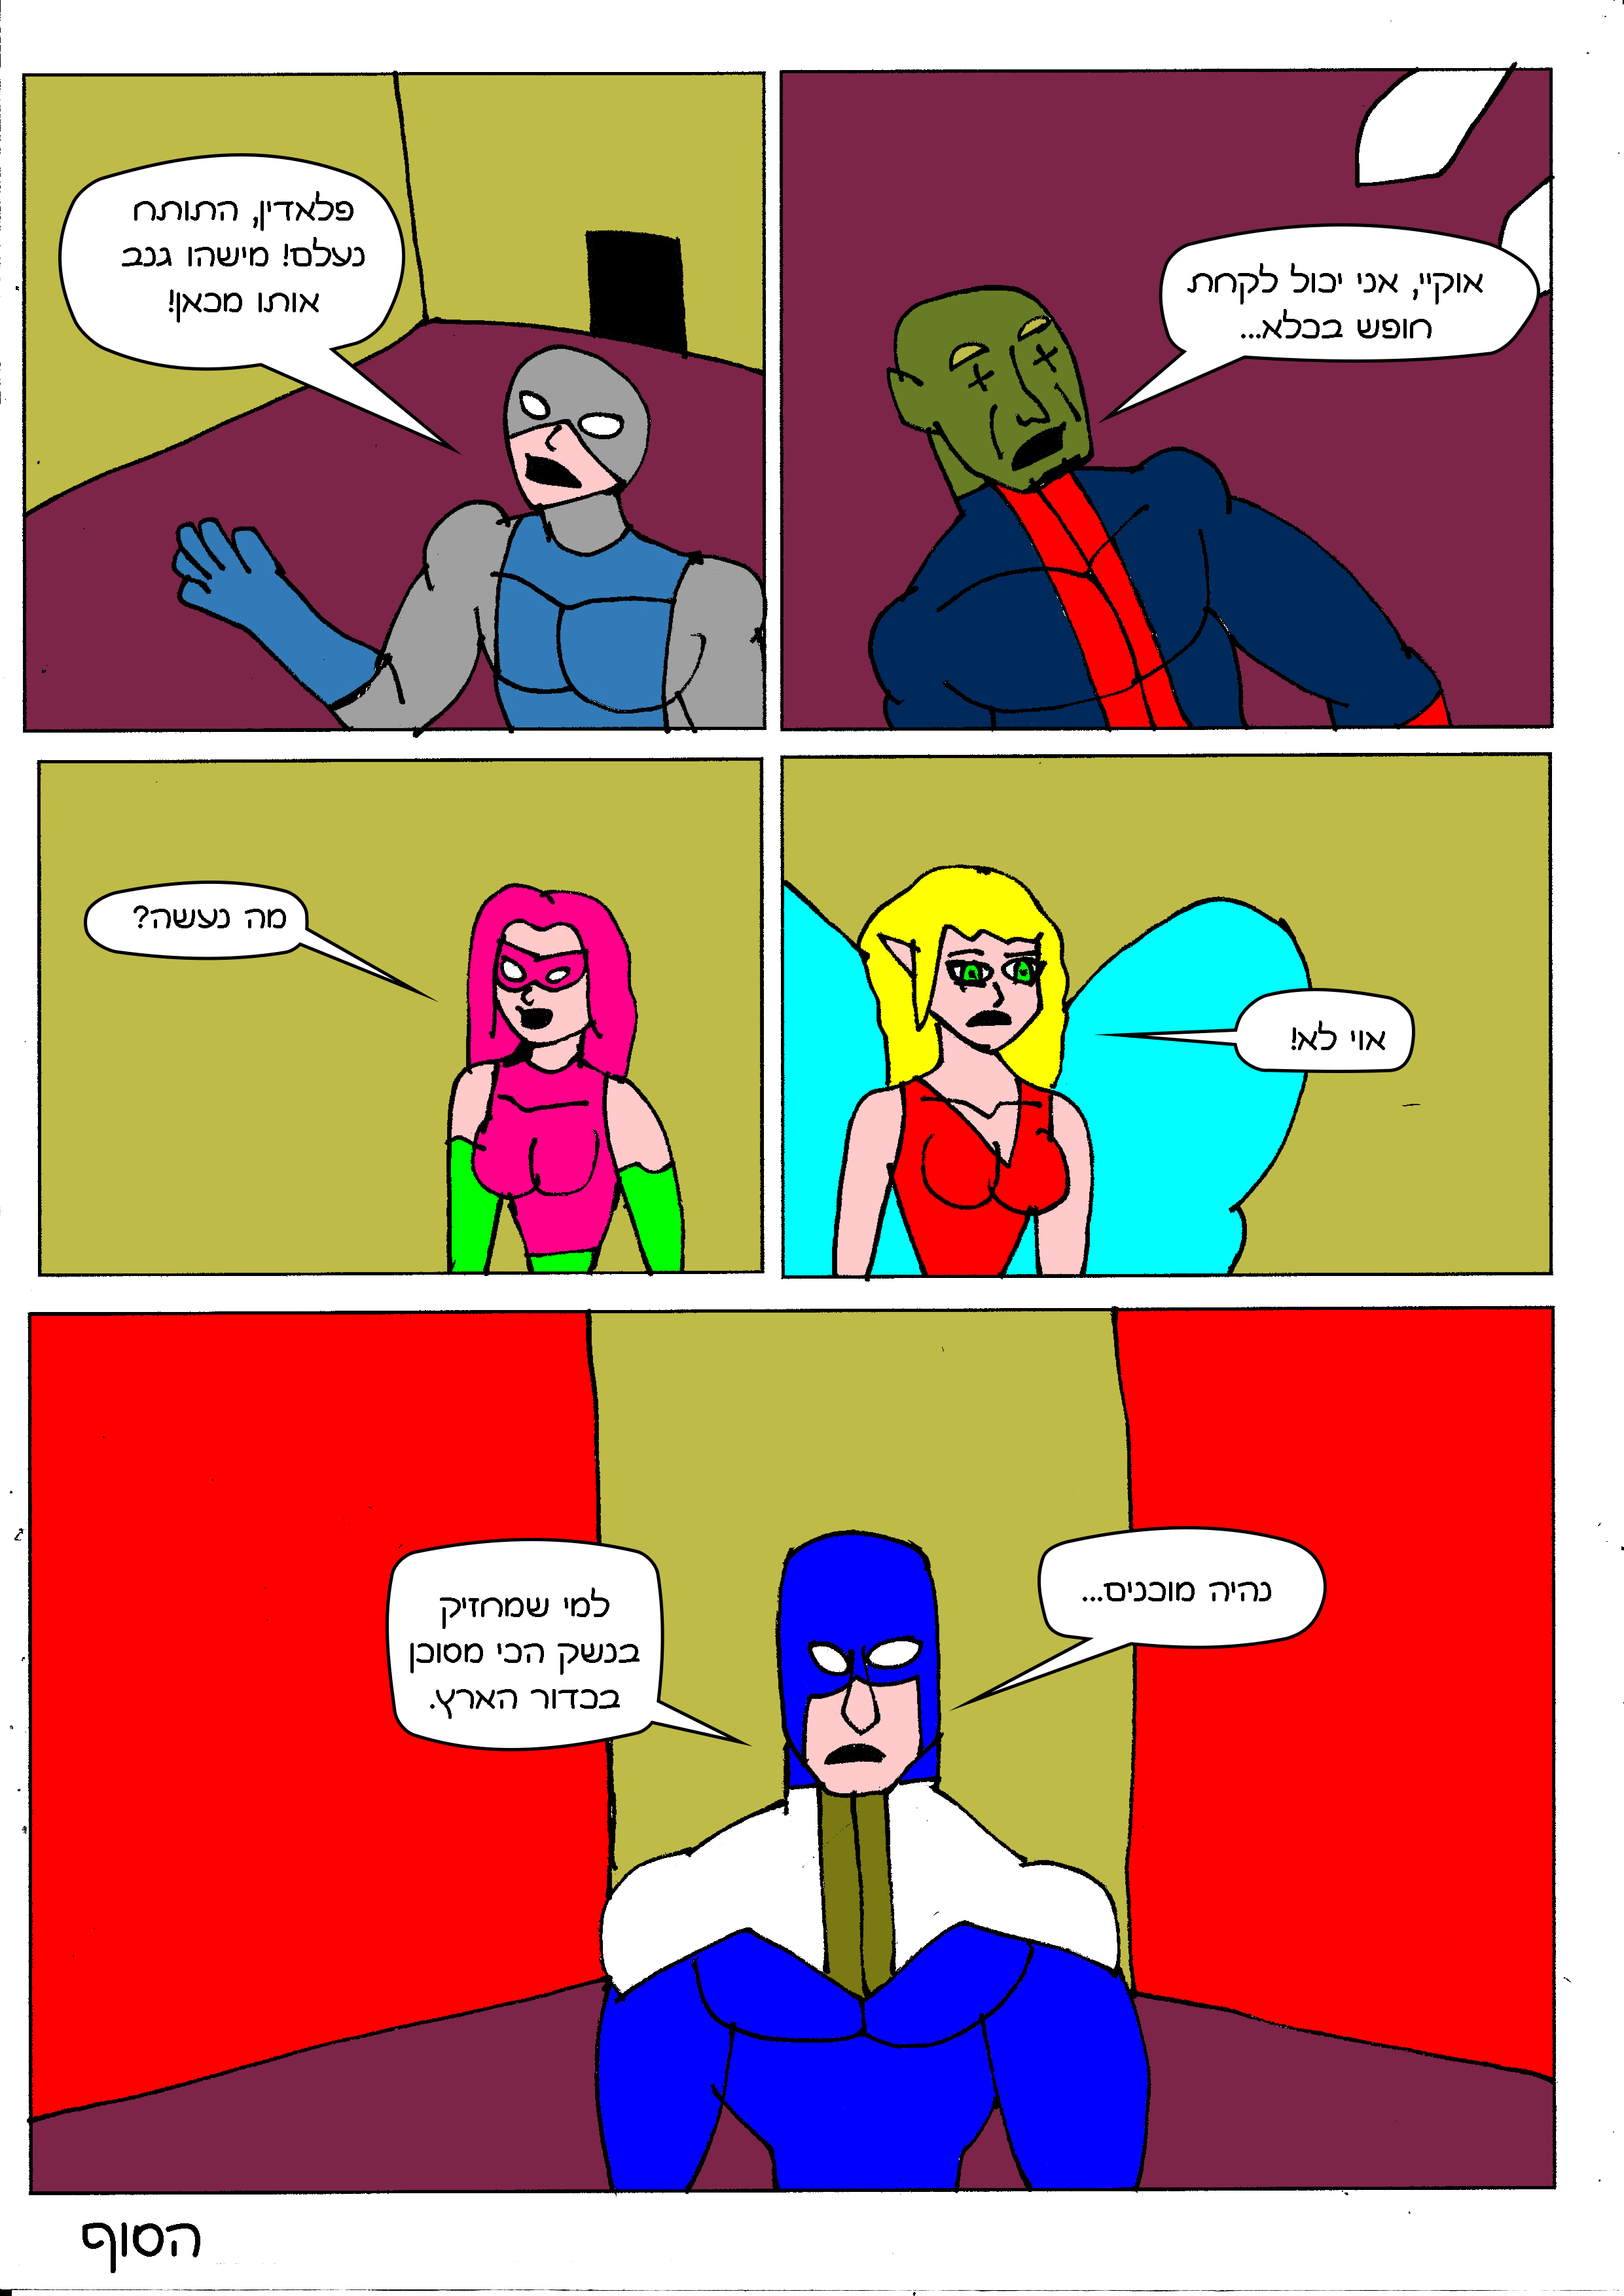 אוקיי, אני יכול לקחת
חופש בכלא...
פלאדין, התותח
נעלם! מישהו גנב
אותו מכאן!
אוי לא!
מה נעשה?
נהיה מוכנים...
למי שמחזיק
בנשק הכי מסוכן
בכדור הארץ.
הסוף